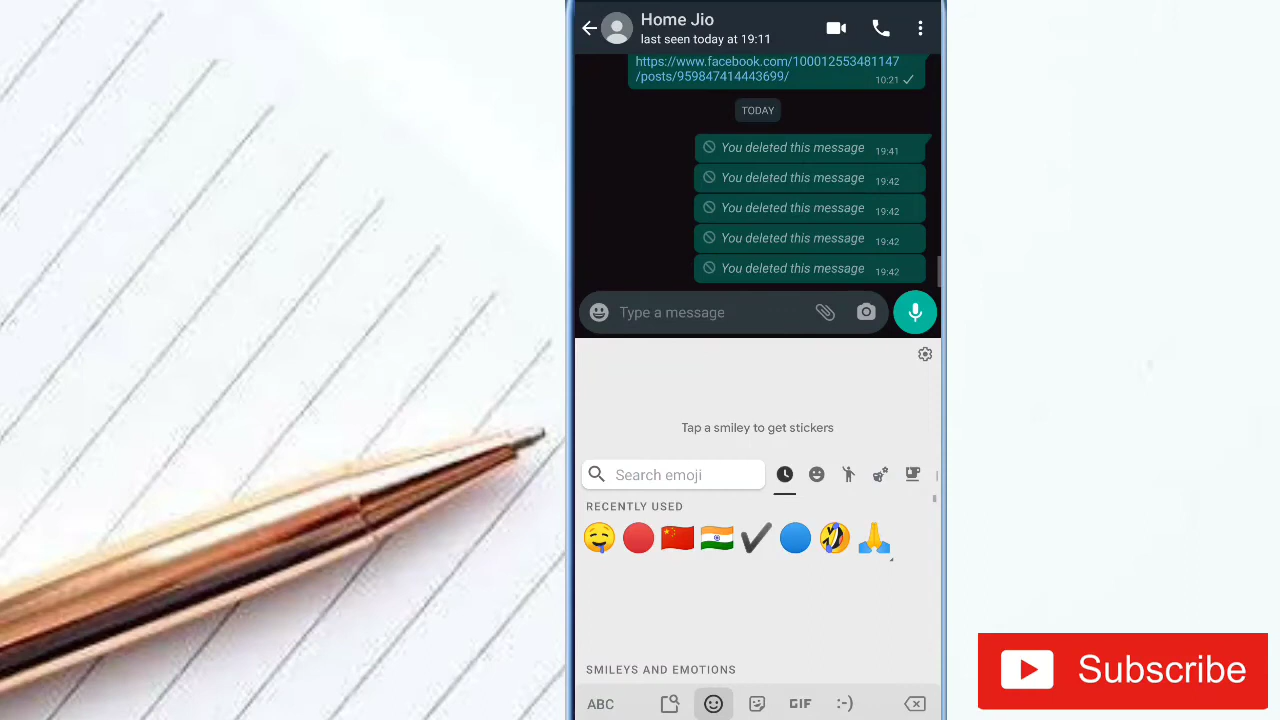 Home Jio
last seen today at 19:11
https://www.facebook.com/100012553481147
/posts/959847414443699/
10:21
TODAY
You deleted this message 19:41
You deleted this message 19:42
You deleted this message 19:42
You deleted this message 19:42
You deleted this message 19:42
Type a message
Tap a smiley to get stickers
Search emoji
RECENTLY USED
SMILEYS AND EMOTIONS
ABC GIF :-)
Subscribe